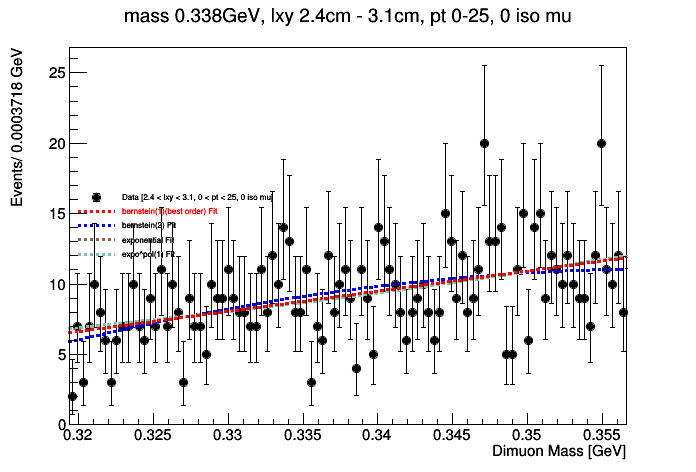 mass 0.338GeV, lxy 2.4cm - 3.1cm, pt 0-25, 0 iso mu
Events/ 0.0003718 GeV
25
20
15
10
5
0
Data [2.4 < lxy < 3.1, 0 < pt < 25, 0 iso mu]
bernstein(1)(best order) Fit
bernstein(2) Fit
exponential Fit
expo*pol(1) Fit
0.32 0.325 0.33 0.335 0.34 0.345 0.35 0.355
Dimuon Mass [GeV]